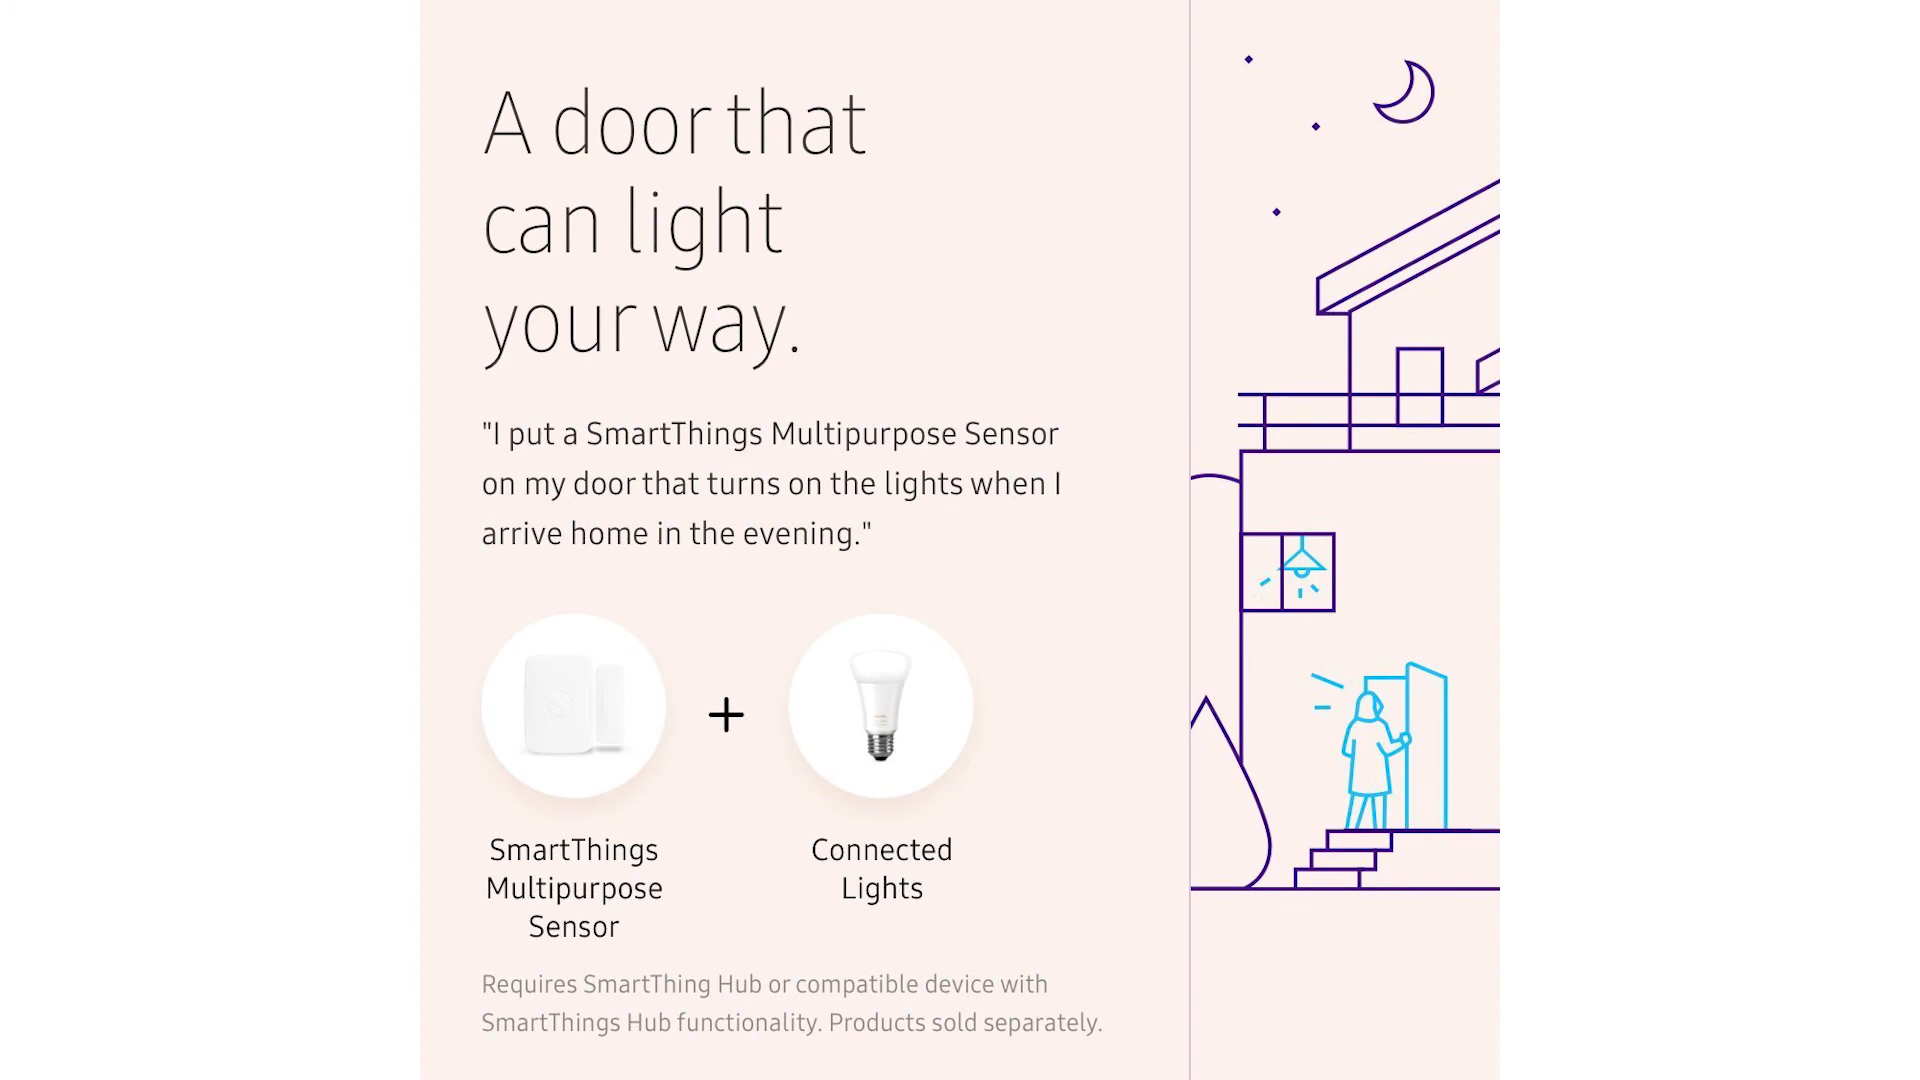 A door that
can light
your way.
"I put a SmartThings Multipurpose Sensor
on my door that turns on the lights when I
arrive home in the evening."
+
SmartThings
Multipurpose
Sensor
Connected
Lights
Requires SmartThing Hub or compatible device with
SmartThings Hub functionality. Products sold separately.